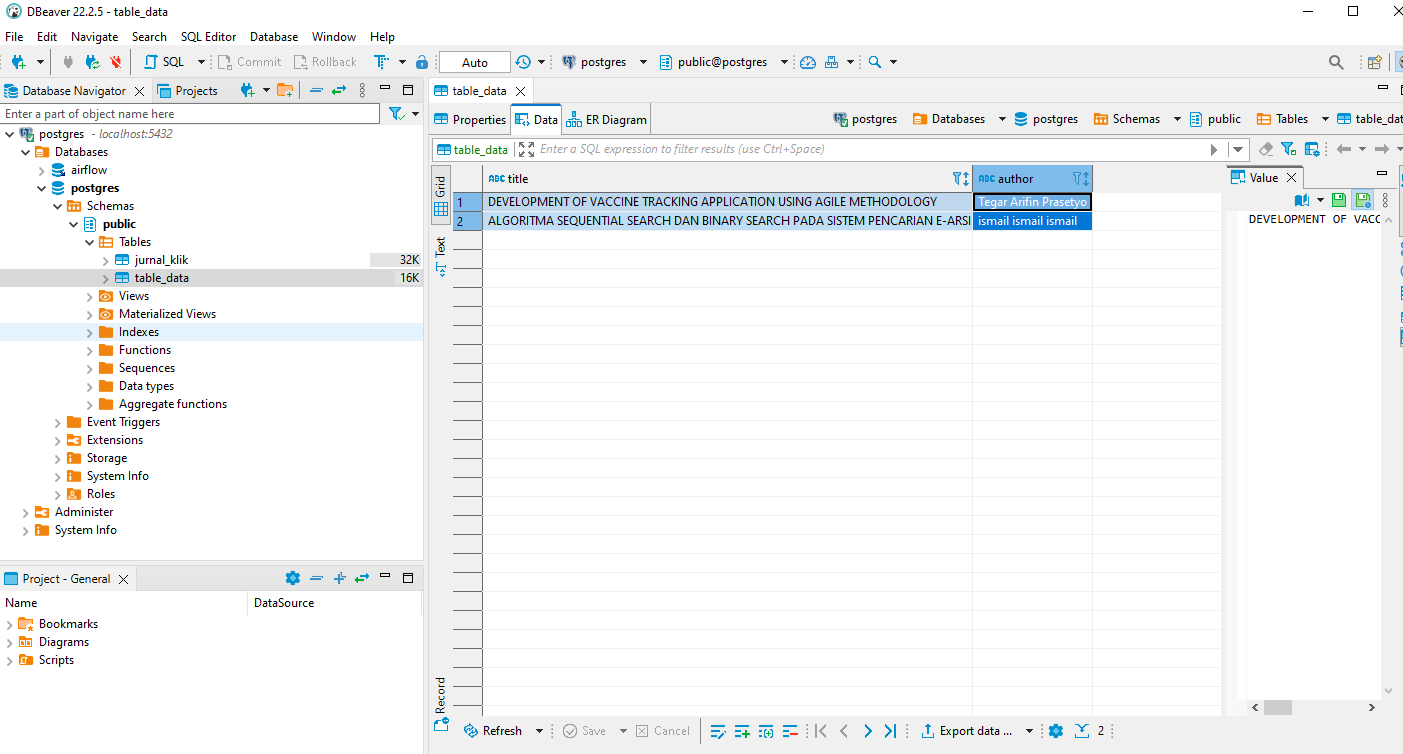 DBeaver 22.2.5 - table_data
File Edit Navigate Search SQL Editor Database Window Help
SQL Commit Rollback Auto postgres public@postgres
Database Navigator Projects
Enter a part of object name here
postgres - localhost:5432
Databases
airflow
postgres
Schemas
public
Tables
jurnal_klik 32K
table_data 16K
Views
Materialized Views
Indexes
Functions
Sequences
Data types
Aggregate functions
Event Triggers
Extensions
Storage
System Info
Roles
Administer
System Info
Project - General
Name DataSource
Bookmarks
Diagrams
Scripts
table_data
Properties Data ER Diagram postgres Databases postgres Schemas public Tables table_dat
table_data Enter a SQL expression to filter results (use Ctrl+Space)
Grid
Text
Record
ABC title ABC author
1 DEVELOPMENT OF VACCINE TRACKING APPLICATION USING AGILE METHODOLOGY Tegar Arifin Prasetyo
2 ALGORITMA SEQUENTIAL SEARCH DAN BINARY SEARCH PADA SISTEM PENCARIAN E-ARSI ismail ismail ismail
Value
DEVELOPMENT OF VACC
Refresh Save Cancel Export data ... 2